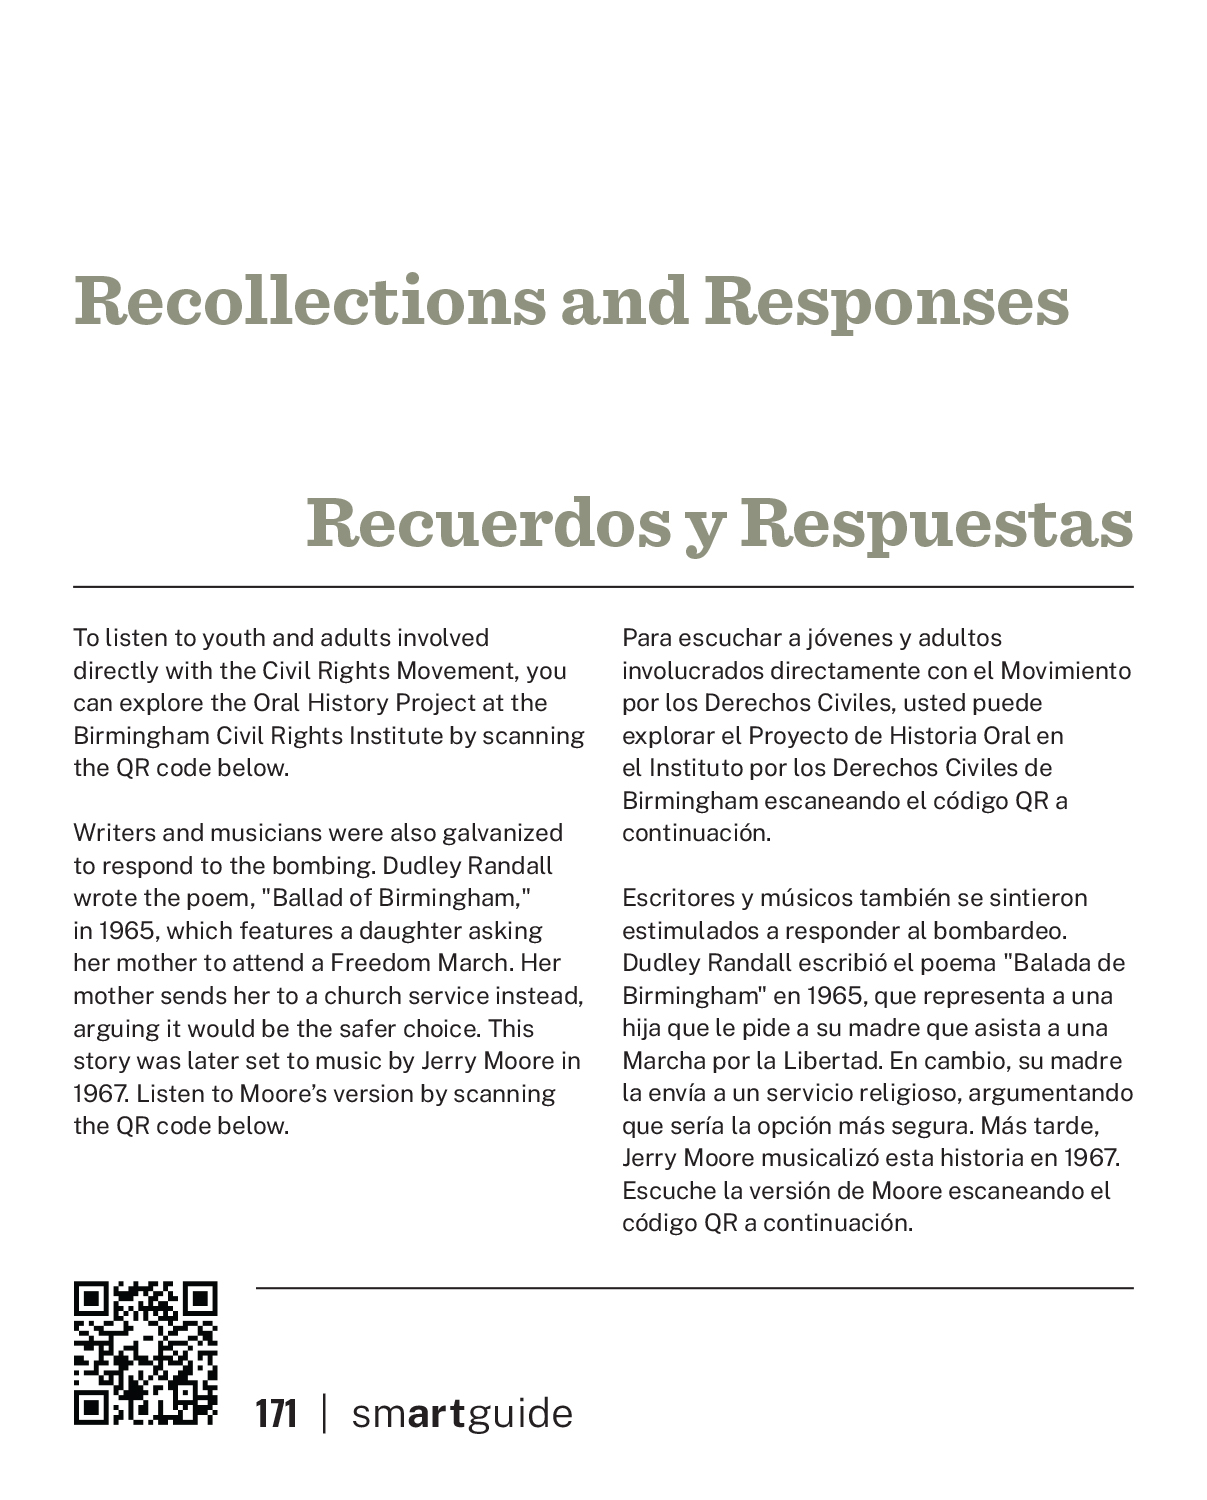 Recollections and Responses
Recuerdos y Respuestas
To listen to youth and adults involved
directly with the Civil Rights Movement, you
can explore the Oral History Project at the
Birmingham Civil Rights Institute by scanning
the QR code below.
Writers and musicians were also galvanized
to respond to the bombing. Dudley Randall
wrote the poem, "Ballad of Birmingham,"
in 1965, which features a daughter asking
her mother to attend a Freedom March. Her
mother sends her to a church service instead,
arguing it would be the safer choice. This
story was later set to music by Jerry Moore in
1967. Listen to Moore’s version by scanning
the QR code below.
Para escuchar a jóvenes y adultos
involucrados directamente con el Movimiento
por los Derechos Civiles, usted puede
explorar el Proyecto de Historia Oral en
el Instituto por los Derechos Civiles de
Birmingham escaneando el código QR a
continuación.
Escritores y músicos también se sintieron
estimulados a responder al bombardeo.
Dudley Randall escribió el poema "Balada de
Birmingham" en 1965, que representa a una
hija que le pide a su madre que asista a una
Marcha por la Libertad. En cambio, su madre
la envía a un servicio religioso, argumentando
que sería la opción más segura. Más tarde,
Jerry Moore musicalizó esta historia en 1967.
Escuche la versión de Moore escaneando el
código QR a continuación.
171 | smartguide